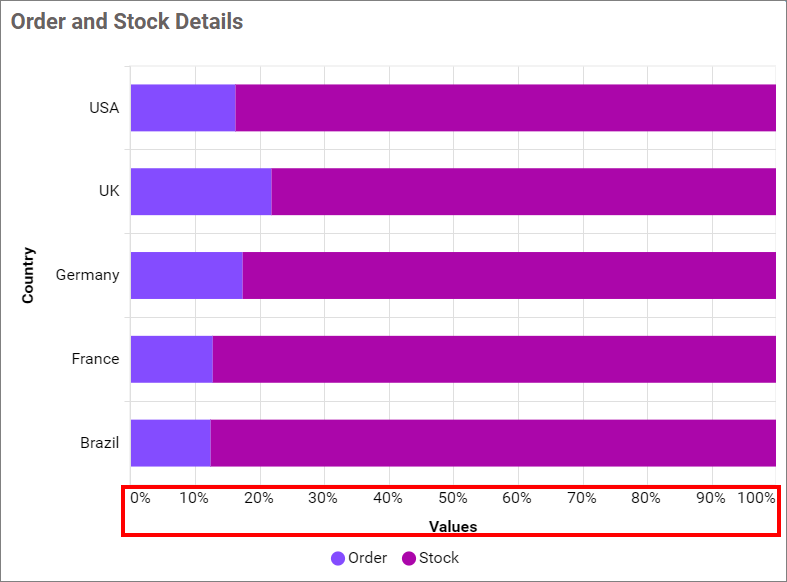 Order and Stock Details
USA
UK
Germany
France
Brazil
Country
0% 10% 20% 30% 40% 50% 60% 70% 80% 90% 100%
Values
Order Stock